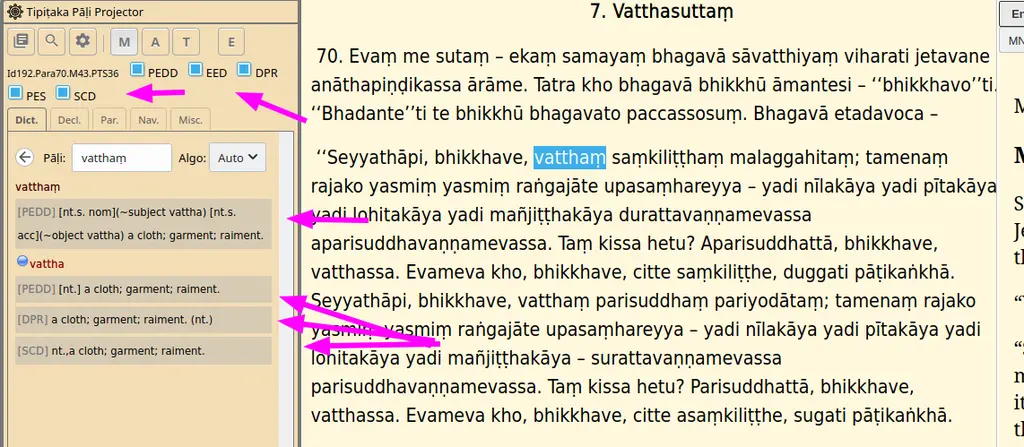 Tipiṭaka Pāḷi Projector
M A T E
Id192.Para70.M43.PTS36 PEDD EED DPR
PES SCD
Dict. Decl. Par. Nav. Misc.
Pāḷi: vatthaṃ Algo: Auto
vatthaṃ
[PEDD] [nt.s. nom](~subject vattha) [nt.s.
acc](~object vattha) a cloth; garment; raiment.
vattha
[PEDD] [nt.] a cloth; garment; raiment.
[DPR] a cloth; garment; raiment. (nt.)
[SCD] nt.,a cloth; garment; raiment.
7. Vatthasuttaṃ
70. Evaṃ me sutaṃ – ekaṃ samayaṃ bhagavā sāvatthiyaṃ viharati jetavane
anāthapiṇḍikassa ārāme. Tatra kho bhagavā bhikkhū āmantesi – ‘‘bhikkhavo’’ti.
‘‘Bhadante’’ti te bhikkhū bhagavato paccassosuṃ. Bhagavā etadavoca –
‘‘Seyyathāpi, bhikkhave, vatthaṃ saṃkiliṭṭhaṃ malaggahitaṃ; tamenaṃ
rajako yasmiṃ yasmiṃ raṅgajāte upasaṃhareyya – yadi nīlakāya yadi pītakāya
yadi lohitakāya yadi mañjiṭṭhakāya durattavaṇṇamevassa
aparisuddhavaṇṇamevassa. Taṃ kissa hetu? Aparisuddhattā, bhikkhave,
vatthassa. Evameva kho, bhikkhave, citte saṃkiliṭṭhe, duggati pāṭikaṅkhā.
Seyyathāpi, bhikkhave, vatthaṃ parisuddhaṃ pariyodātaṃ; tamenaṃ rajako
yasmiṃ yasmiṃ raṅgajāte upasaṃhareyya – yadi nīlakāya yadi pītakāya yadi
lohitakāya yadi mañjiṭṭhakāya – surattavaṇṇamevassa
parisuddhavaṇṇamevassa. Taṃ kissa hetu? Parisuddhattā, bhikkhave,
vatthassa. Evameva kho, bhikkhave, citte asaṃkiliṭṭhe, sugati pāṭikaṅkhā.